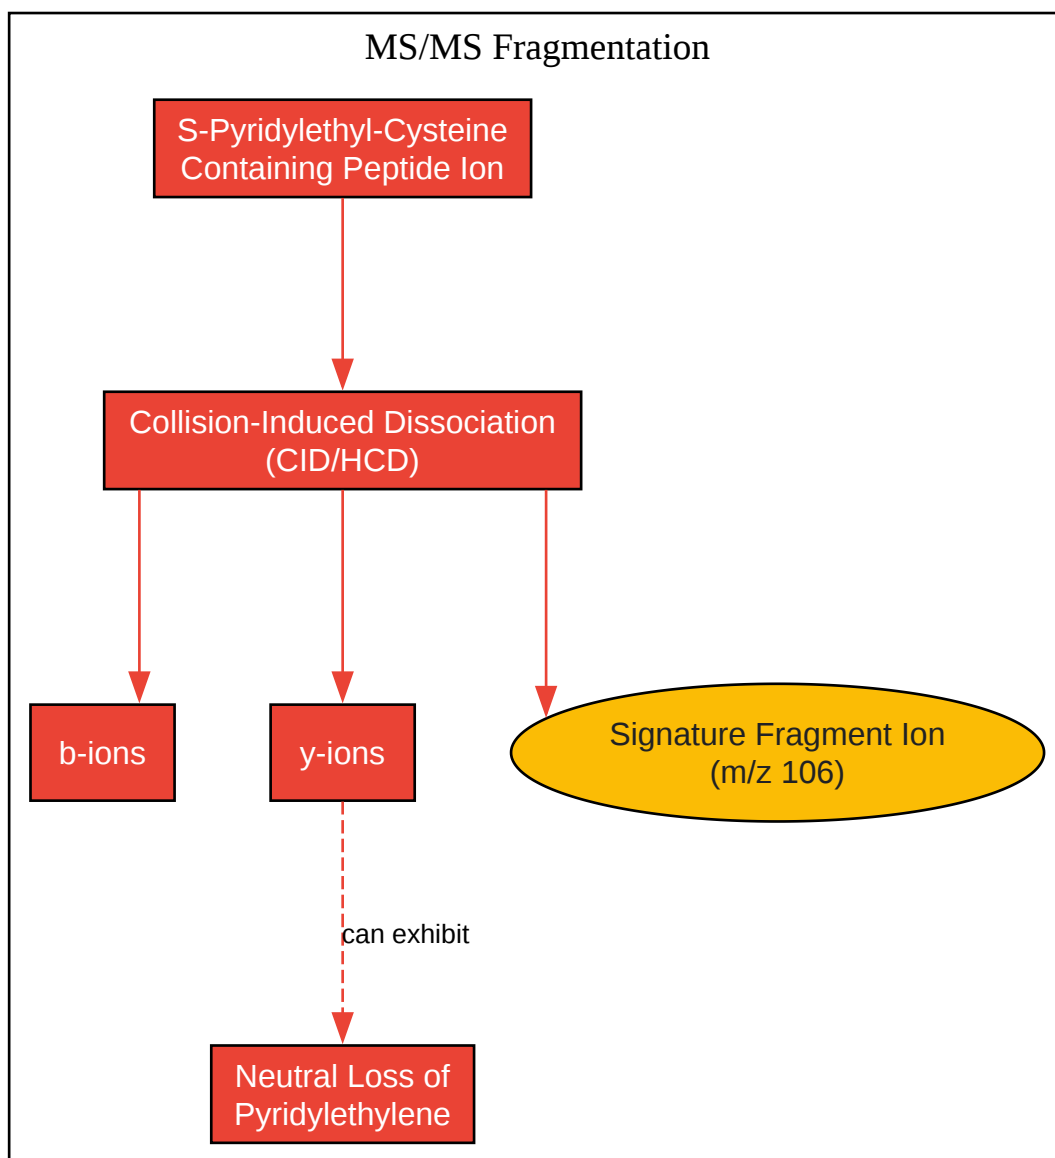 MS/MS Fragmentation
S-Pyridylethyl-Cysteine
Containing Peptide Ion
Collision-Induced Dissociation
(CID/HCD)
b-ions
y-ions
Signature Fragment Ion
(m/z 106)
can exhibit
Neutral Loss of
Pyridylethylene